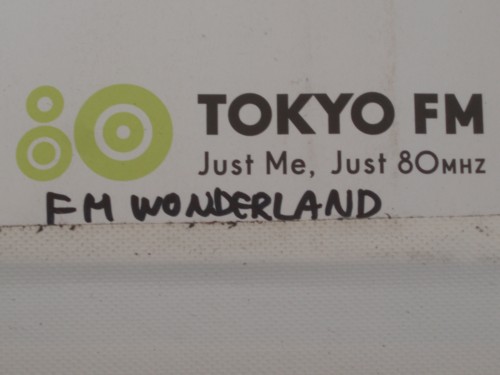 80 TOKYO FM
Just Me, Just 80MHZ
FM WONDERLAND